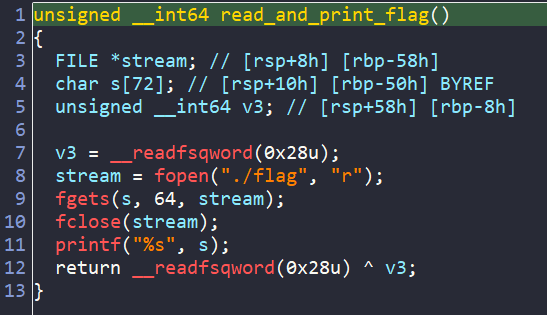 1 unsigned __int64 read_and_print_flag()
2 {
3   FILE *stream; // [rsp+8h] [rbp-58h]
4   char s[72]; // [rsp+10h] [rbp-50h] BYREF
5   unsigned __int64 v3; // [rsp+58h] [rbp-8h]
6
7   v3 = __readfsqword(0x28u);
8   stream = fopen("./flag", "r");
9   fgets(s, 64, stream);
10   fclose(stream);
11   printf("%s", s);
12   return __readfsqword(0x28u) ^ v3;
13 }